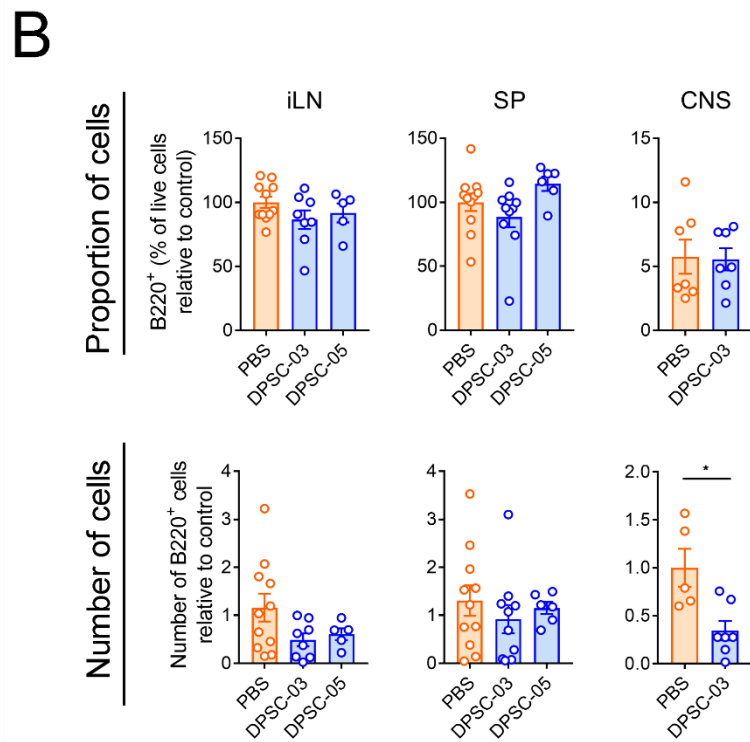 B
iLN
SP
CNS
Proportion of cells
B220⁺ (% of live cells
relative to control)
150
100
50
0
PBS
DPSC-03
DPSC-05
150
100
50
0
PBS
DPSC-03
DPSC-05
15
10
5
0
PBS
DPSC-03
Number of cells
Number of B220⁺ cells
relative to control
4
3
2
1
0
PBS
DPSC-03
DPSC-05
4
3
2
1
0
PBS
DPSC-03
DPSC-05
2.0
1.5
1.0
0.5
0.0
*
PBS
DPSC-03